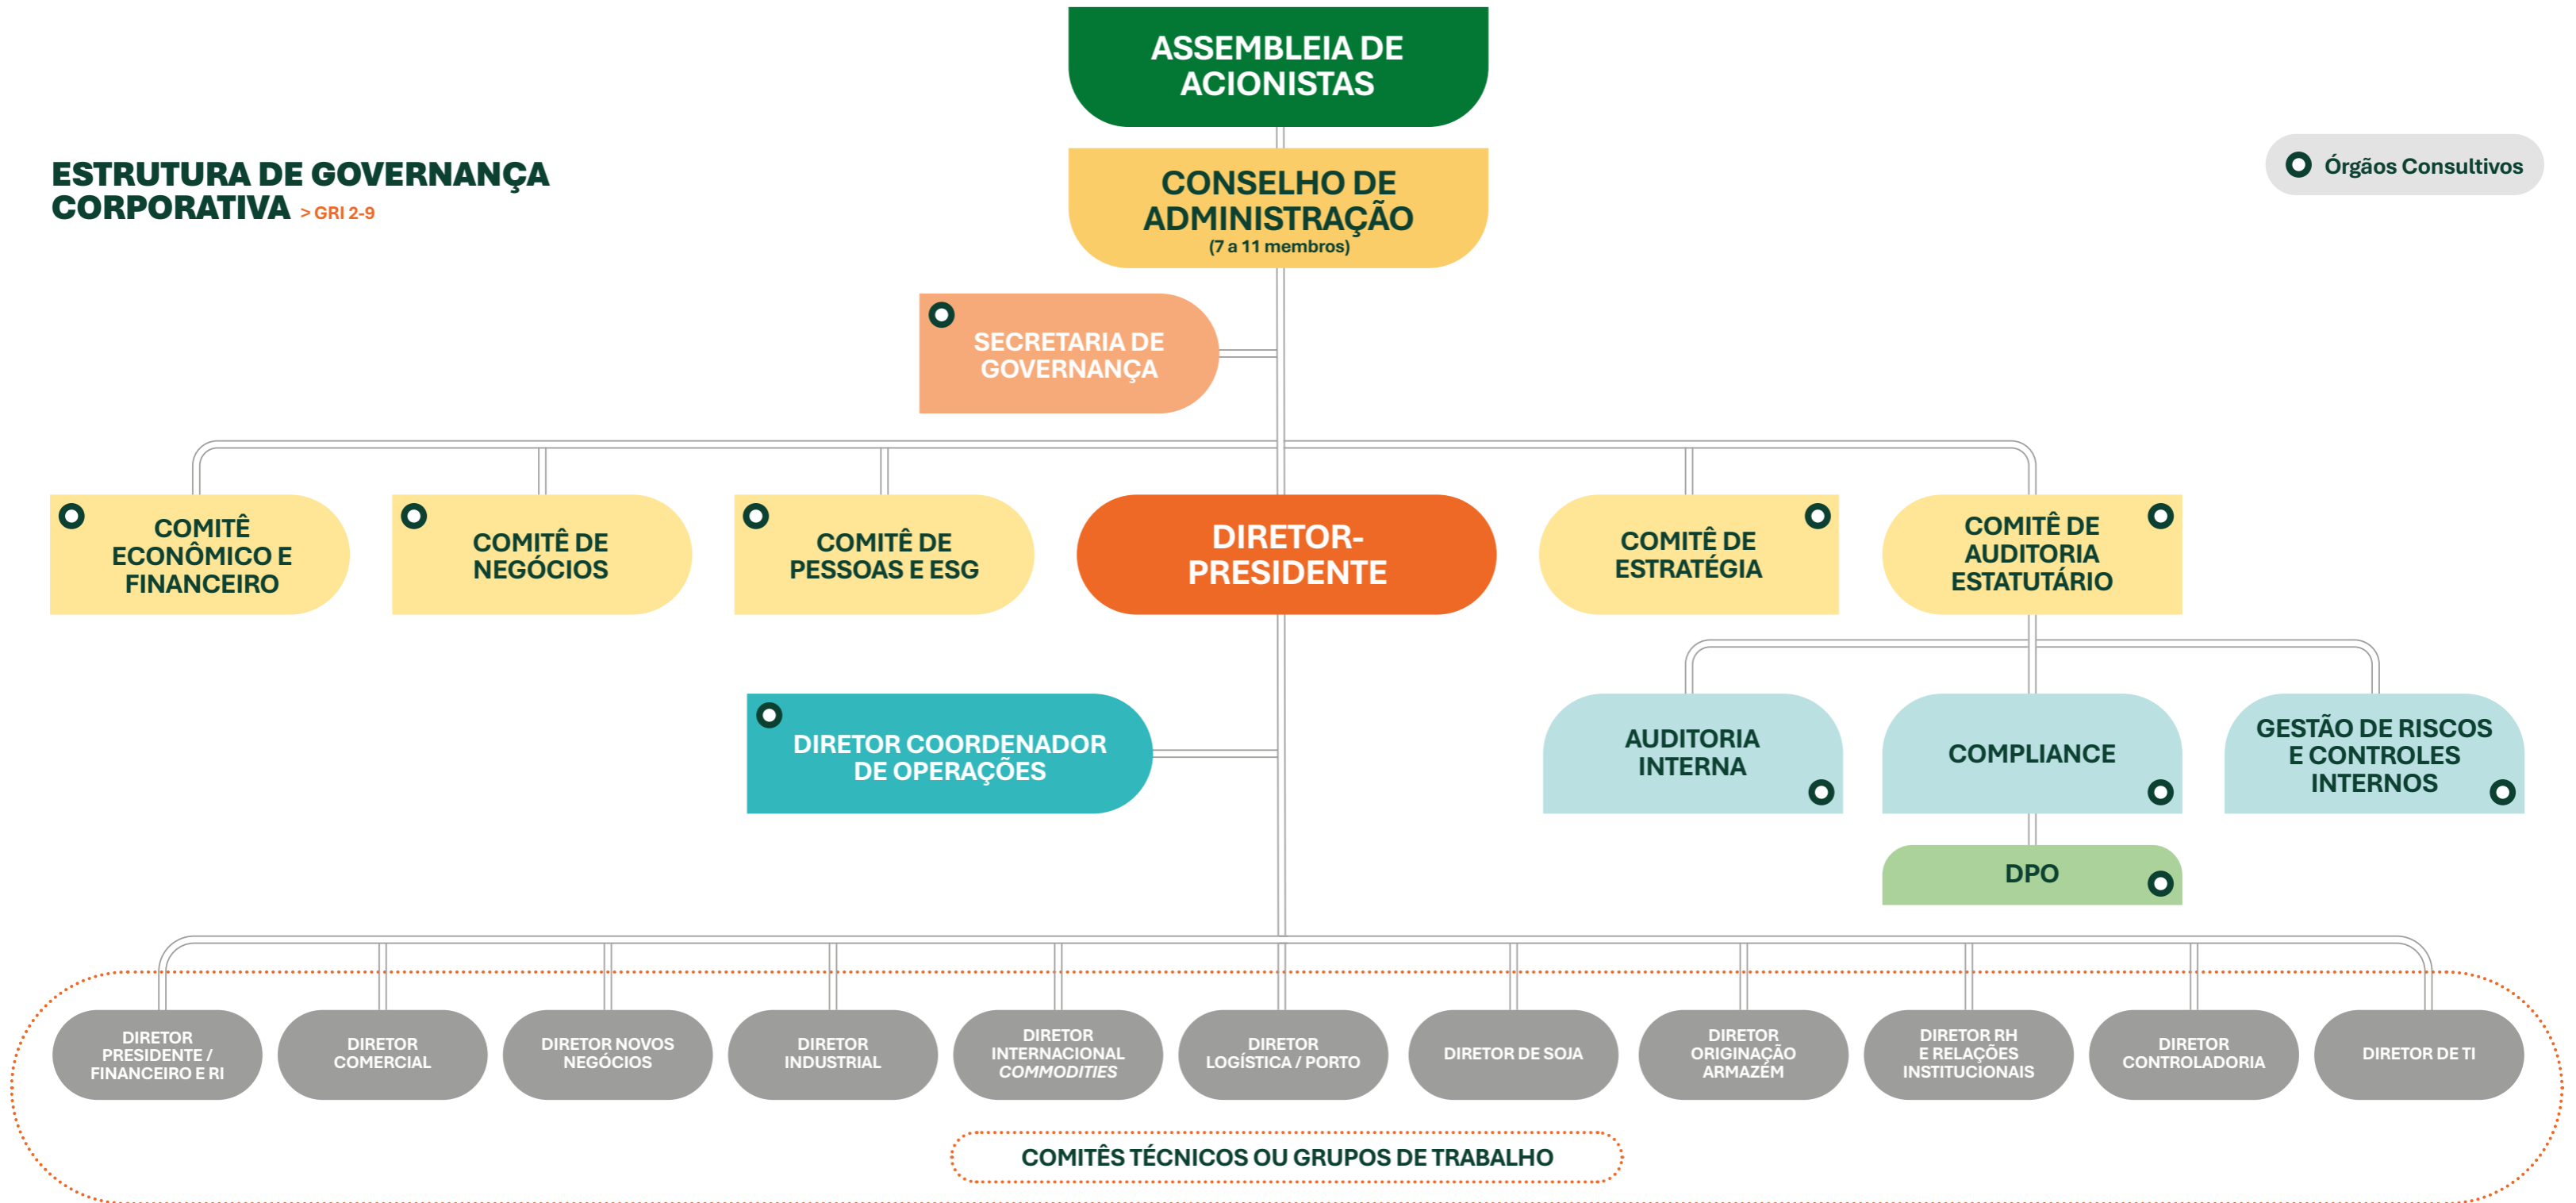 ASSEMBLEIA DE
ACIONISTAS
ESTRUTURA DE GOVERNANÇA
CORPORATIVA > GRI 2-9
Órgãos Consultivos
CONSELHO DE
ADMINISTRAÇÃO
(7 a 11 membros)
SECRETARIA DE
GOVERNANÇA
COMITÊ
ECONÔMICO E
FINANCEIRO
COMITÊ DE
NEGÓCIOS
COMITÊ DE
PESSOAS E ESG
DIRETOR-
PRESIDENTE
COMITÊ DE
ESTRATÉGIA
COMITÊ DE
AUDITORIA
ESTATUTÁRIO
DIRETOR COORDENADOR
DE OPERAÇÕES
AUDITORIA
INTERNA
COMPLIANCE
GESTÃO DE RISCOS
E CONTROLES
INTERNOS
DPO
DIRETOR
PRESIDENTE /
FINANCEIRO E RI
DIRETOR
COMERCIAL
DIRETOR NOVOS
NEGÓCIOS
DIRETOR
INDUSTRIAL
DIRETOR
INTERNACIONAL
COMMODITIES
DIRETOR
LOGÍSTICA / PORTO
DIRETOR DE SOJA
DIRETOR
ORIGINAÇÃO
ARMAZÉM
DIRETOR RH
E RELAÇÕES
INSTITUCIONAIS
DIRETOR
CONTROLADORIA
DIRETOR DE TI
COMITÊS TÉCNICOS OU GRUPOS DE TRABALHO